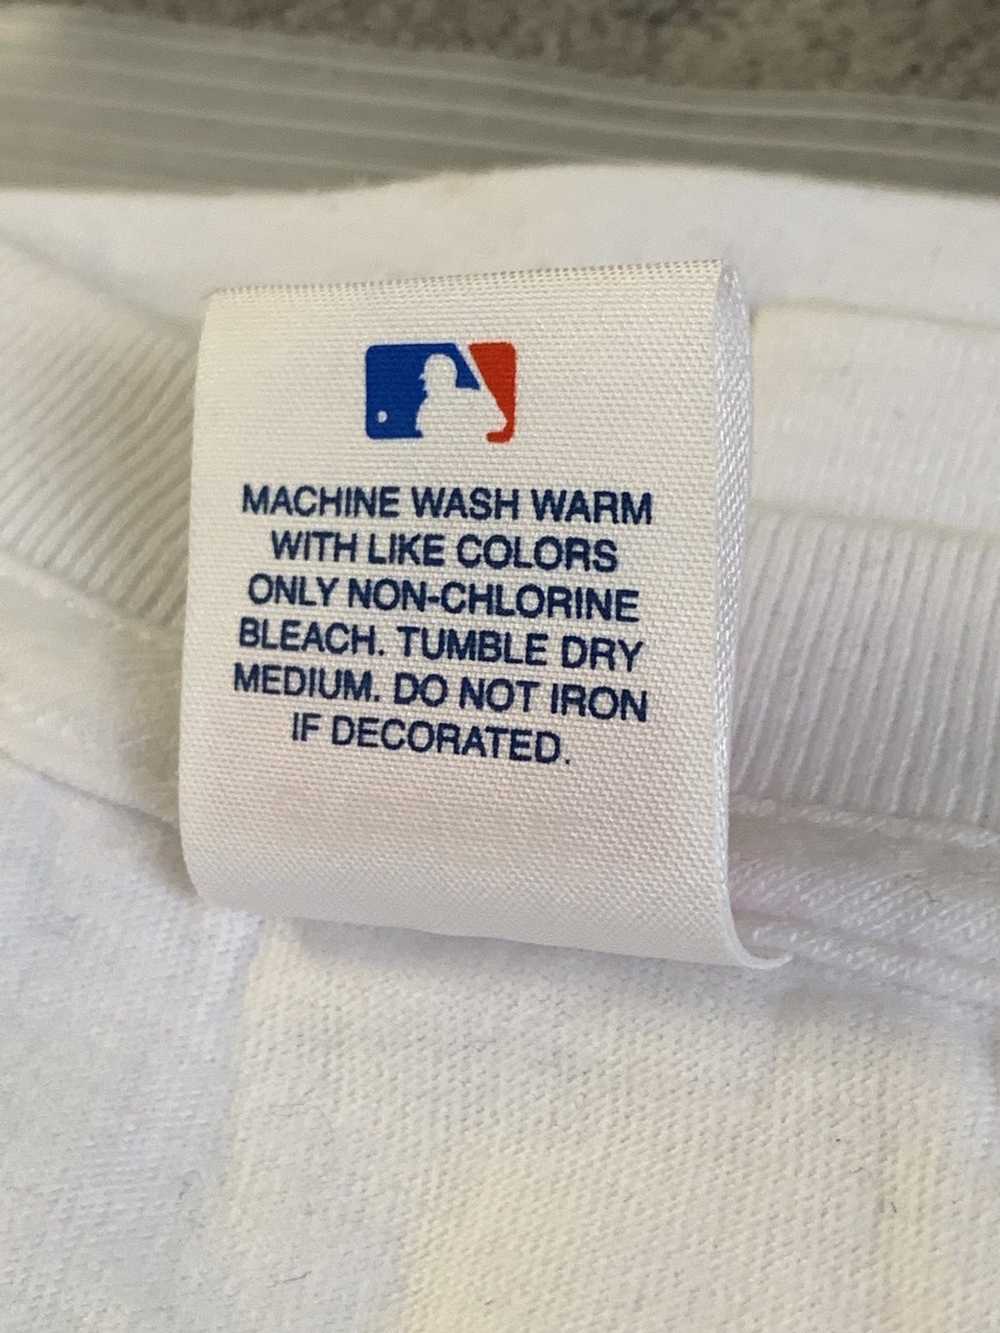 MACHINE WASH WARM
WITH LIKE COLORS
ONLY NON-CHLORINE
BLEACH. TUMBLE DRY
MEDIUM. DO NOT IRON
IF DECORATED.